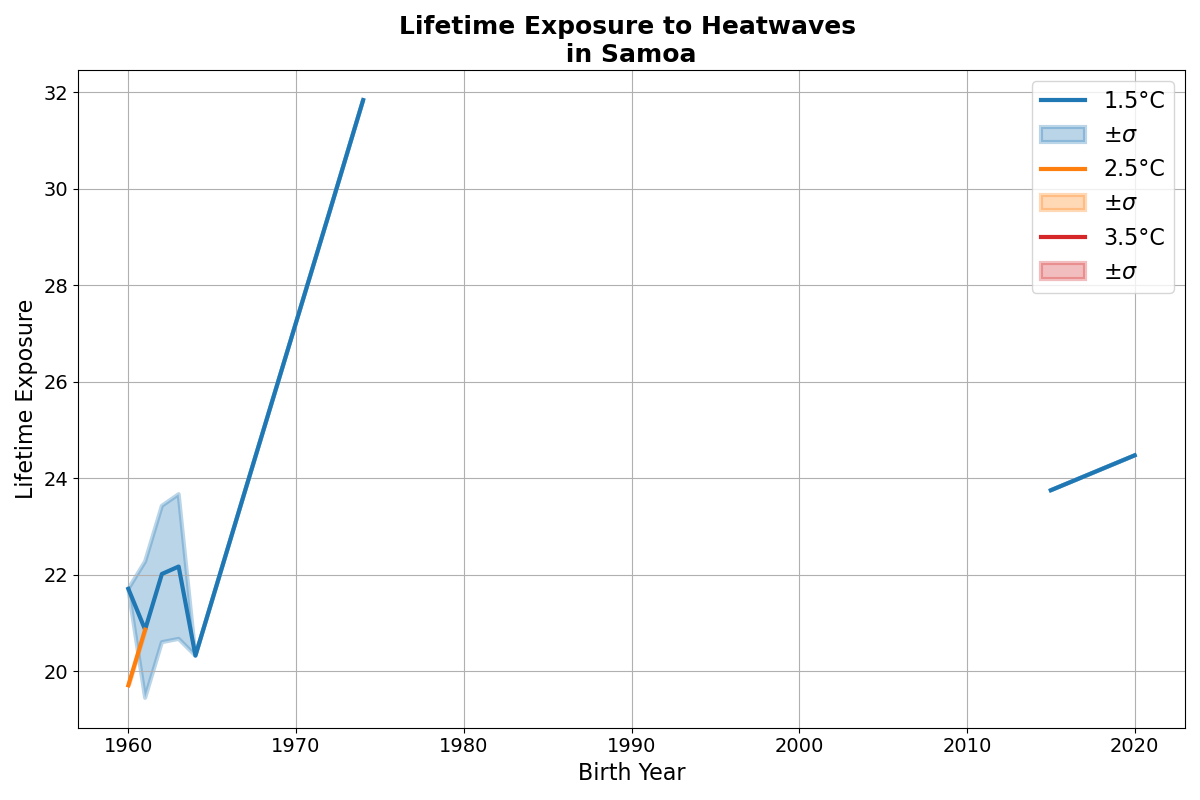 Lifetime Exposure to Heatwaves
in Samoa
1.5°C
±σ
2.5°C
±σ
3.5°C
±σ
Lifetime Exposure
32
30
28
26
24
22
20
1960 1970 1980 1990 2000 2010 2020
Birth Year